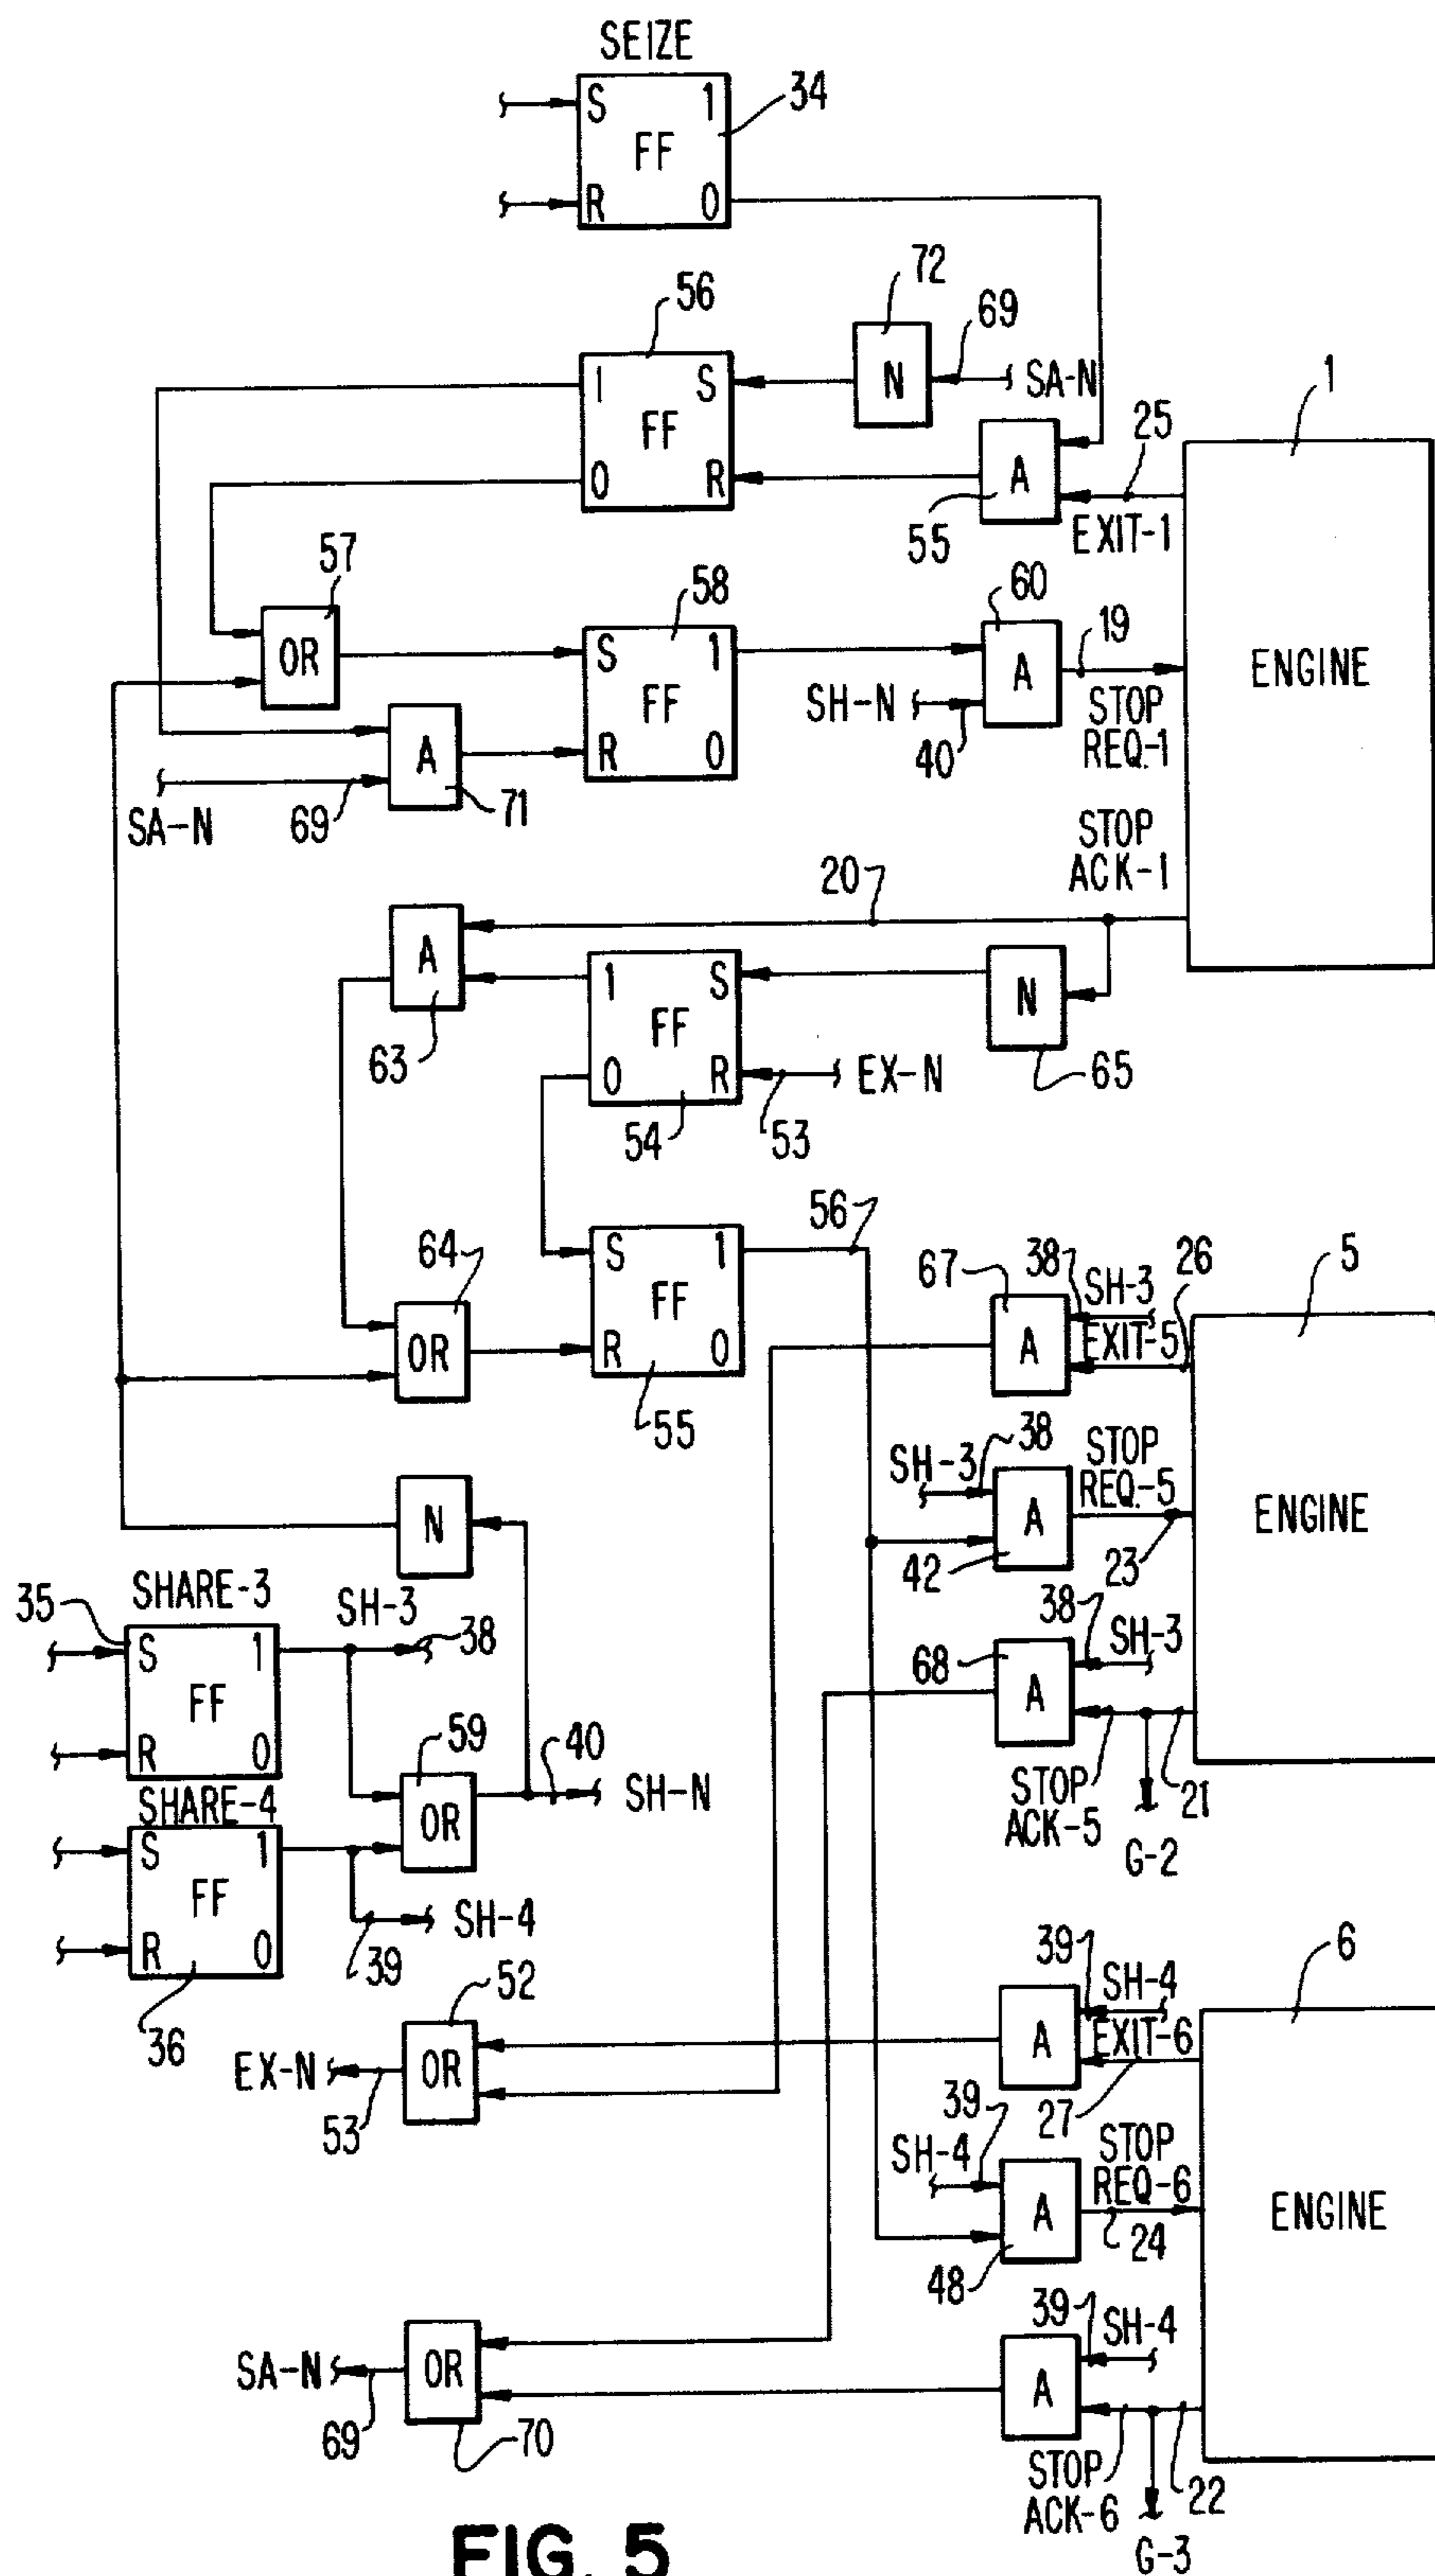 SEIZE
S 1
FF
R 0
34
56
72
69
N
SA-N
1
I S
FF
0 R
A
55
25
EXIT-1
57
OR
58
S 1
FF
R 0
60
A
19
SH-N
40
STOP
REQ.-1
ENGINE
SA-N
69
A
71
STOP
ACK-1
20
A
63
1 S
FF
0 R
54
N
65
EX-N
53
56
64
OR
S 1
FF
R 0
55
67
A
38
SH-3
EXIT-5
26
5
N
SH-3
38
A
42
STOP
REQ.-5
23
ENGINE
35
SHARE-3
S 1
FF
R 0
SH-3
38
68
A
38
SH-3
STOP
ACK-5
21
G-2
59
OR
40
SH-N
SHARE-4
S 1
FF
R 0
36
39
SH-4
52
OR
EX-N
53
A
39
SH-4
EXIT-6
27
6
39
SH-4
A
48
STOP
REQ-6
24
ENGINE
39
SH-4
A
SA-N
69
OR
70
STOP
ACK-6
22
G-3
FIG. 5